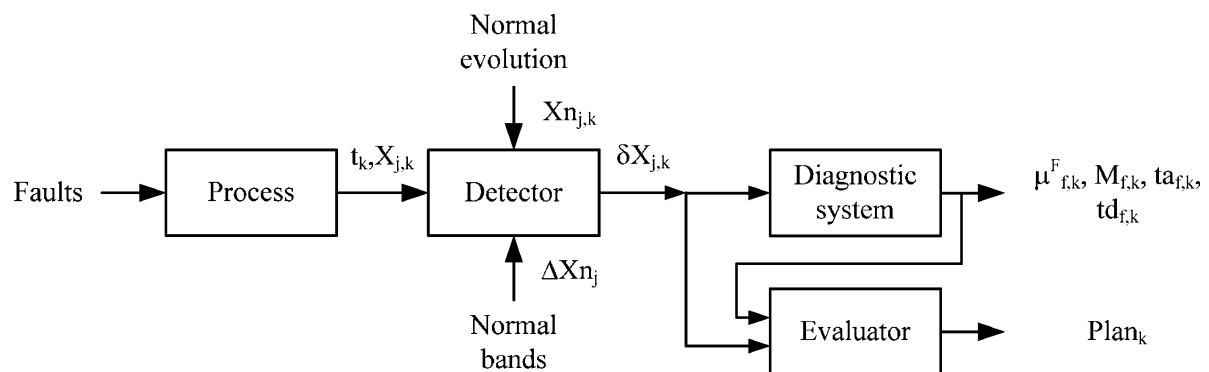 Normal
evolution
Xn_{j,k}
t_k,X_{j,k}
δX_{j,k}
Faults
Process
Detector
Diagnostic
system
μ^F_{f,k}, M_{f,k}, ta_{f,k},
td_{f,k}
ΔXn_j
Normal
bands
Evaluator
Plan_k